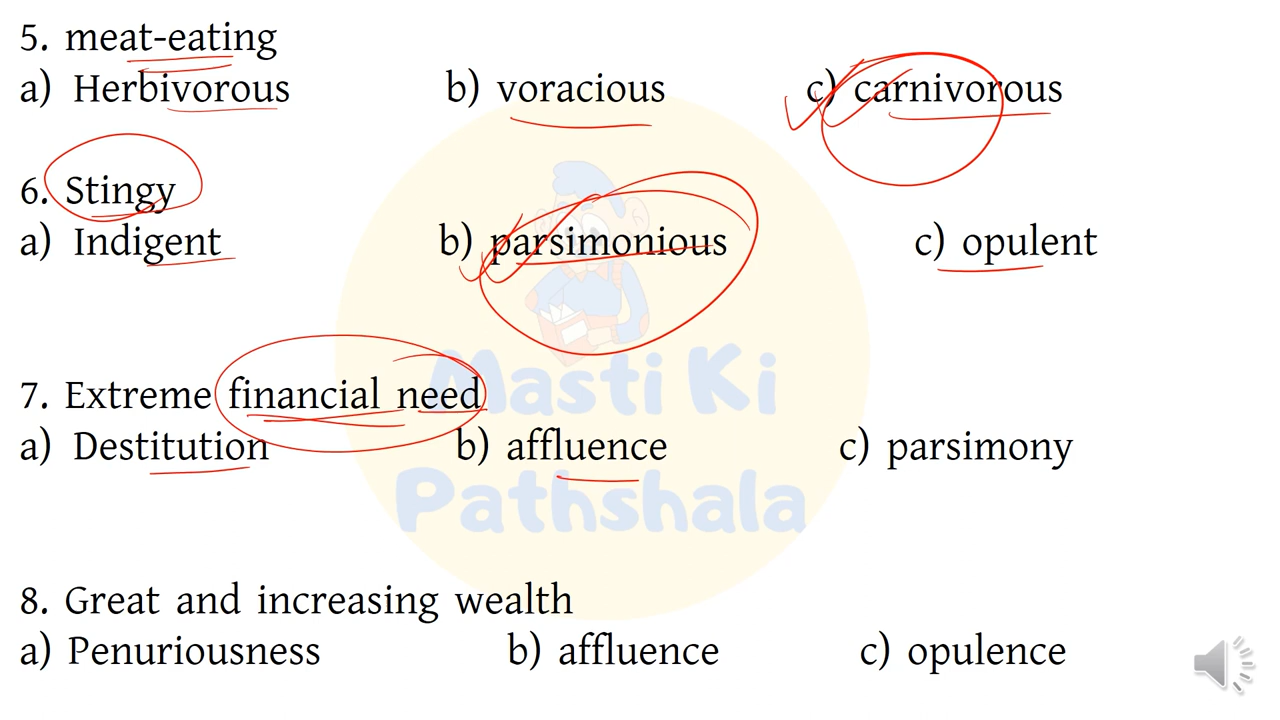 5. meat-eating
a) Herbivorous b) voracious c) carnivorous
6. Stingy
a) Indigent b) parsimonious c) opulent
7. Extreme financial need
a) Destitution b) affluence c) parsimony
Masti Ki
Pathshala
8. Great and increasing wealth
a) Penuriousness b) affluence c) opulence